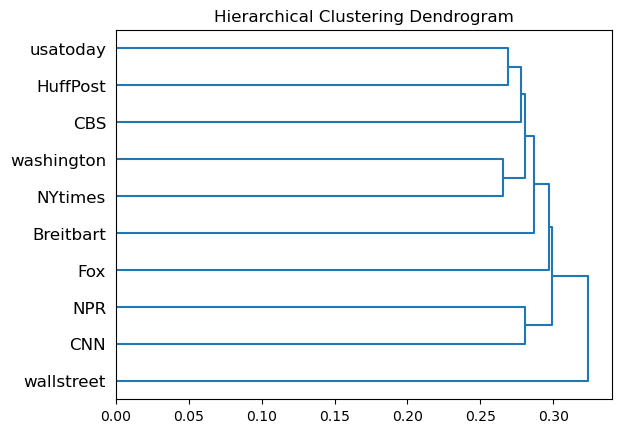 Hierarchical Clustering Dendrogram
usatoday
HuffPost
CBS
washington
NYtimes
Breitbart
Fox
NPR
CNN
wallstreet
0.00 0.05 0.10 0.15 0.20 0.25 0.30